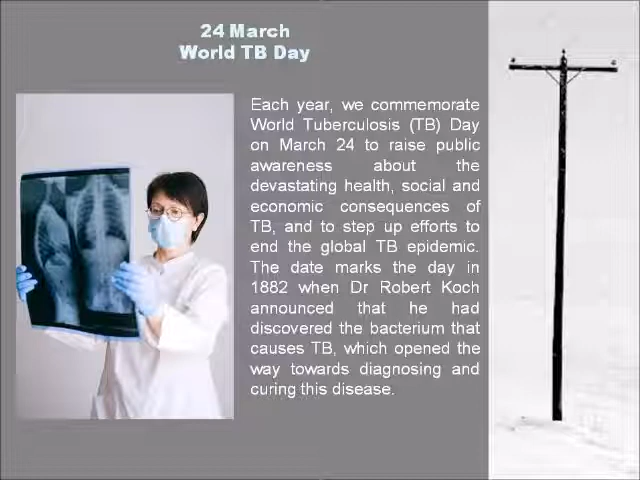 24 March
World TB Day
Each year, we commemorate
World Tuberculosis (TB) Day
on March 24 to raise public
awareness about the
devastating health, social and
economic consequences of
TB, and to step up efforts to
end the global TB epidemic.
The date marks the day in
1882 when Dr Robert Koch
announced that he had
discovered the bacterium that
causes TB, which opened the
way towards diagnosing and
curing this disease.